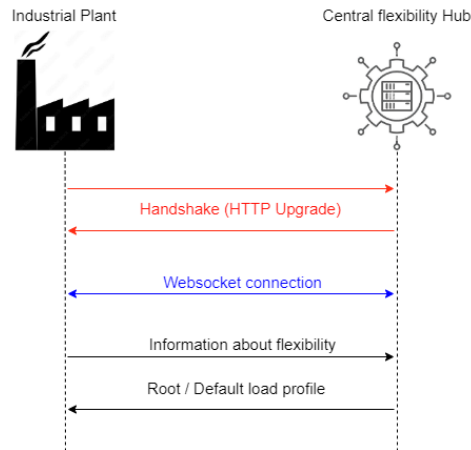 Industrial Plant
Central flexibility Hub
Handshake (HTTP Upgrade)
Websocket connection
Information about flexibility
Root / Default load profile